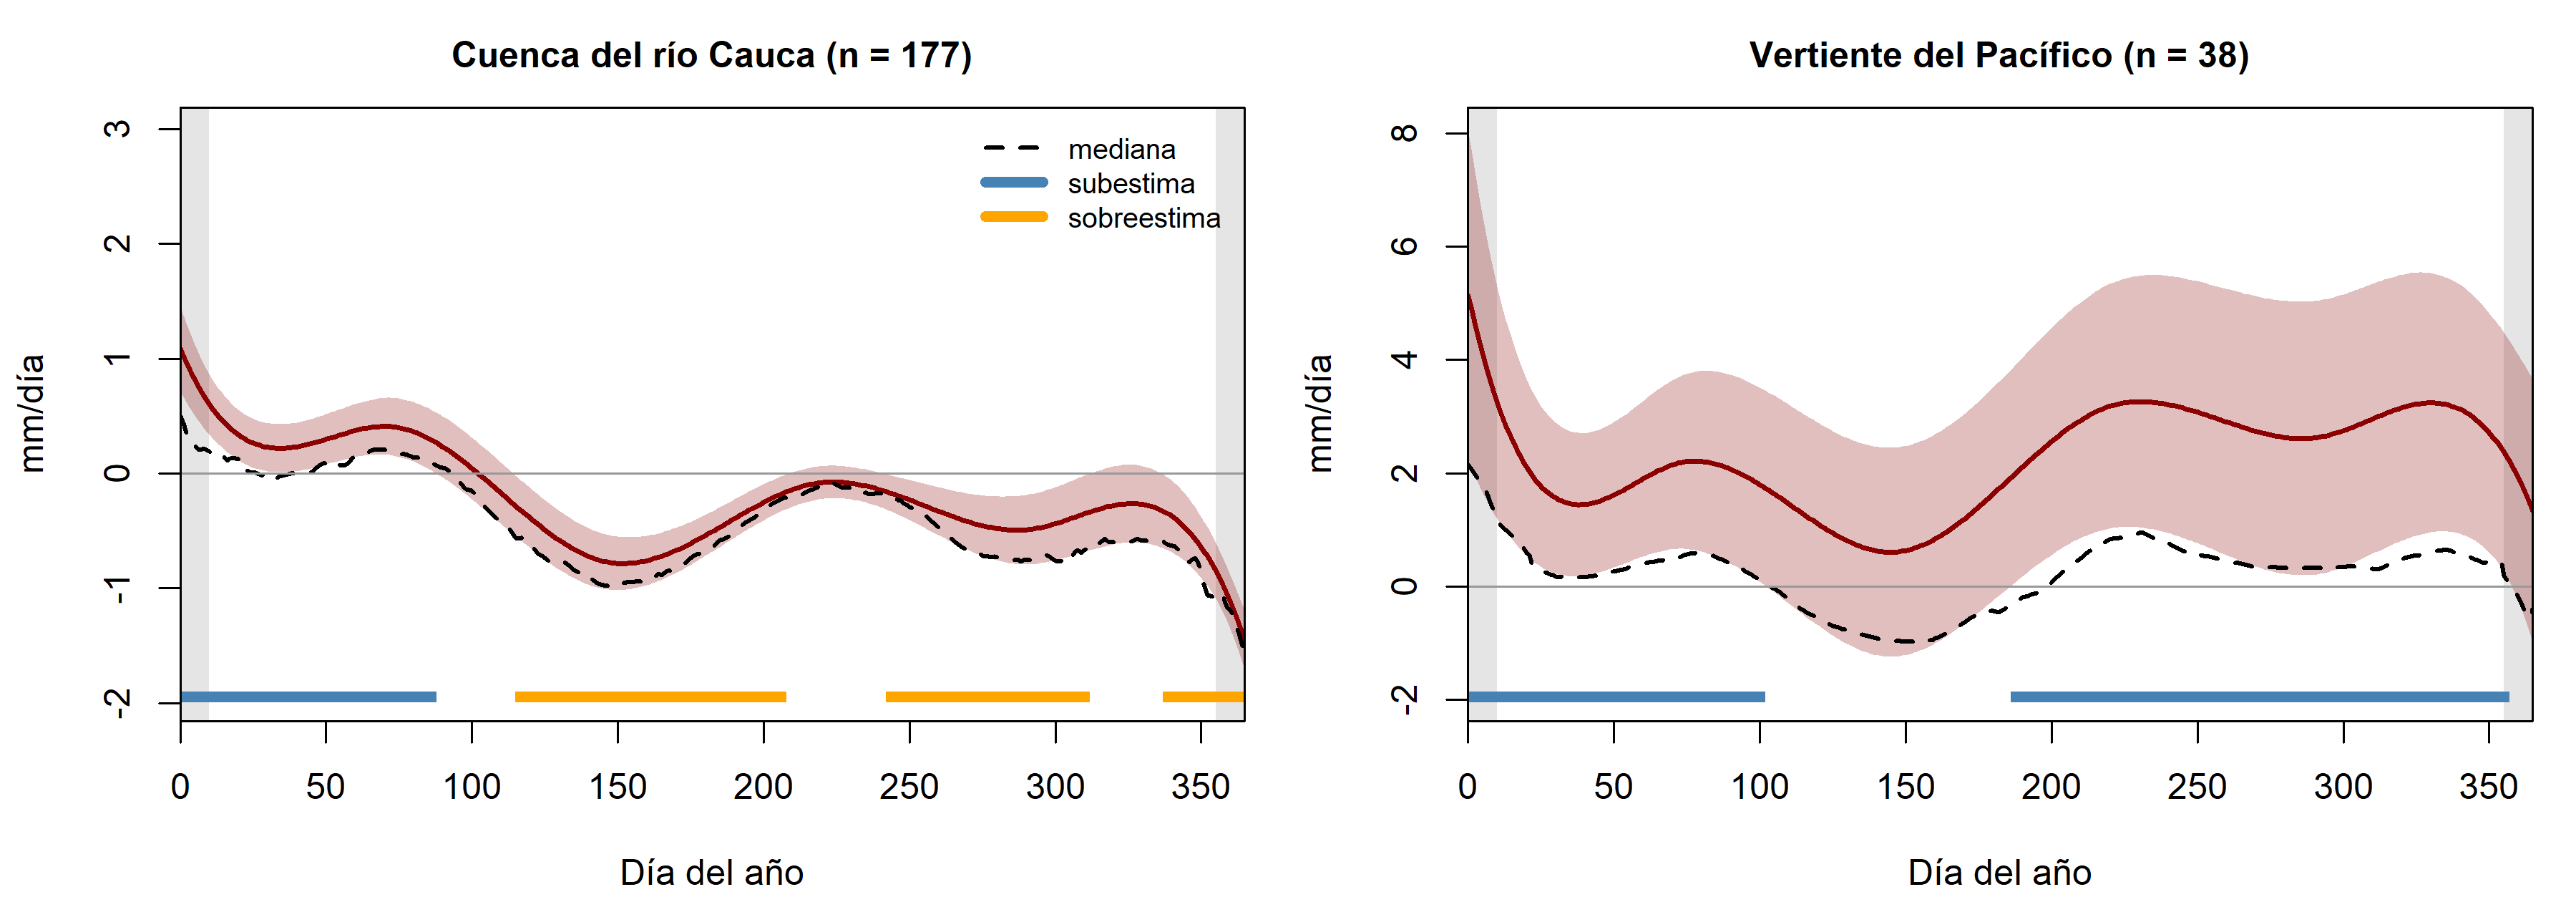 Cuenca del río Cauca (n = 177)
mm/día
3
2
1
0
-1
-2
mediana
subestima
sobreestima
0 50 100 150 200 250 300 350
Día del año
Vertiente del Pacífico (n = 38)
mm/día
8
6
4
2
0
-2
0 50 100 150 200 250 300 350
Día del año